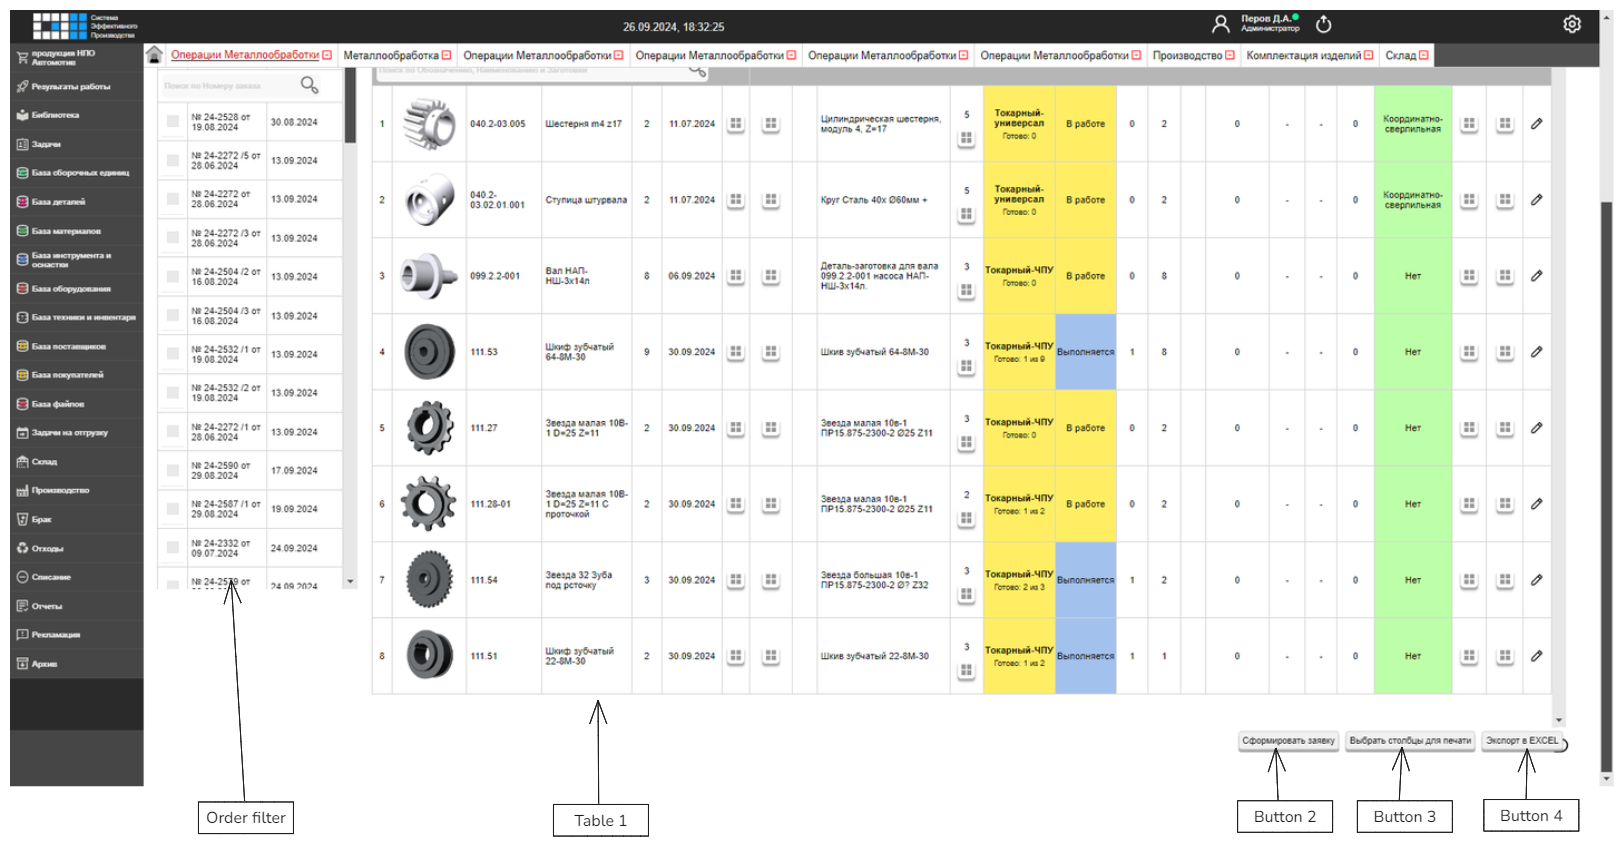 Система
Эффективного
Производства
26.09.2024, 18:32:25
Перов Д.А.
Администратор
продукция НПО
Автомотив
Результаты работы
Библиотека
Задачи
База сборочных единиц
База деталей
База материалов
База инструмента и
оснастки
База оборудования
База техники и инвентаря
База поставщиков
База покупателей
База файлов
Задачи на отгрузку
Склад
Производство
Брак
Отходы
Списание
Отчеты
Рекламация
Архив
Операции Металлообработки
Металлообработка
Операции Металлообработки
Операции Металлообработки
Операции Металлообработки
Операции Металлообработки
Производство
Комплектация изделий
Склад
Поиск по Номеру заказа
№ 24-2528 от
19.08.2024
30.08.2024
№ 24-2272 /5 от
28.06.2024
13.09.2024
№ 24-2272 от
28.06.2024
13.09.2024
№ 24-2272 /3 от
28.06.2024
13.09.2024
№ 24-2504 /2 от
16.08.2024
13.09.2024
№ 24-2504 /3 от
16.08.2024
13.09.2024
№ 24-2532 /1 от
19.08.2024
13.09.2024
№ 24-2532 /2 от
19.08.2024
13.09.2024
№ 24-2272 /1 от
28.06.2024
13.09.2024
№ 24-2590 от
29.08.2024
17.09.2024
№ 24-2587 /1 от
29.08.2024
19.09.2024
№ 24-2332 от
09.07.2024
24.09.2024
от
24.09.2024
Поиск по Обозначению, Наименованию и Заготовки
1 040.2-03.005 Шестерня m4 z17 2 11.07.2024 Цилиндрическая шестерня,
модуль 4, Z=17
5 Токарный-
универсал
Готово: 0
В работе 0 2 0 - - 0 Координатно-
сверлильная
2 040.2-
03.02.01.001
Ступица штурвала 2 11.07.2024 Круг Сталь 40х Ø60мм +
5 Токарный-
универсал
Готово: 0
В работе 0 2 0 - - 0 Координатно-
сверлильная
3 099.2.2-001 Вал НАП-
НШ-3х14л
8 06.09.2024 Деталь-заготовка для вала
099.2.2-001 насоса НАП-
НШ-3х14л.
3 Токарный-ЧПУ
Готово: 0
В работе 0 8 0 - - 0 Нет
4 111.53 Шкиф зубчатый
64-8М-30
9 30.09.2024 Шкив зубчатый 64-8М-30
3 Токарный-ЧПУ
Готово: 1 из 9
Выполняется 1 8 0 - - 0 Нет
5 111.27 Звезда малая 10В-
1 D=25 Z=11
2 30.09.2024 Звезда малая 10в-1
ПР15.875-2300-2 Ø25 Z11
3 Токарный-ЧПУ
Готово: 0
В работе 0 2 0 - - 0 Нет
6 111.28-01 Звезда малая 10В-
1 D=25 Z=11 С
проточкой
2 30.09.2024 Звезда малая 10в-1
ПР15.875-2300-2 Ø25 Z11
2 Токарный-ЧПУ
Готово: 1 из 2
В работе 0 2 0 - - 0 Нет
7 111.54 Звезда 32 Зуба
под рсточку
3 30.09.2024 Звезда большая 10в-1
ПР15.875-2300-2 Ø? Z32
3 Токарный-ЧПУ
Готово: 2 из 3
Выполняется 1 2 0 - - 0 Нет
8 111.51 Шкиф зубчатый
22-8М-30
2 30.09.2024 Шкив зубчатый 22-8М-30
3 Токарный-ЧПУ
Готово: 1 из 2
Выполняется 1 1 0 - - 0 Нет
Сформировать заявку
Выбрать столбцы для печати
Экспорт в EXCEL
Order filter
Table 1
Button 2
Button 3
Button 4